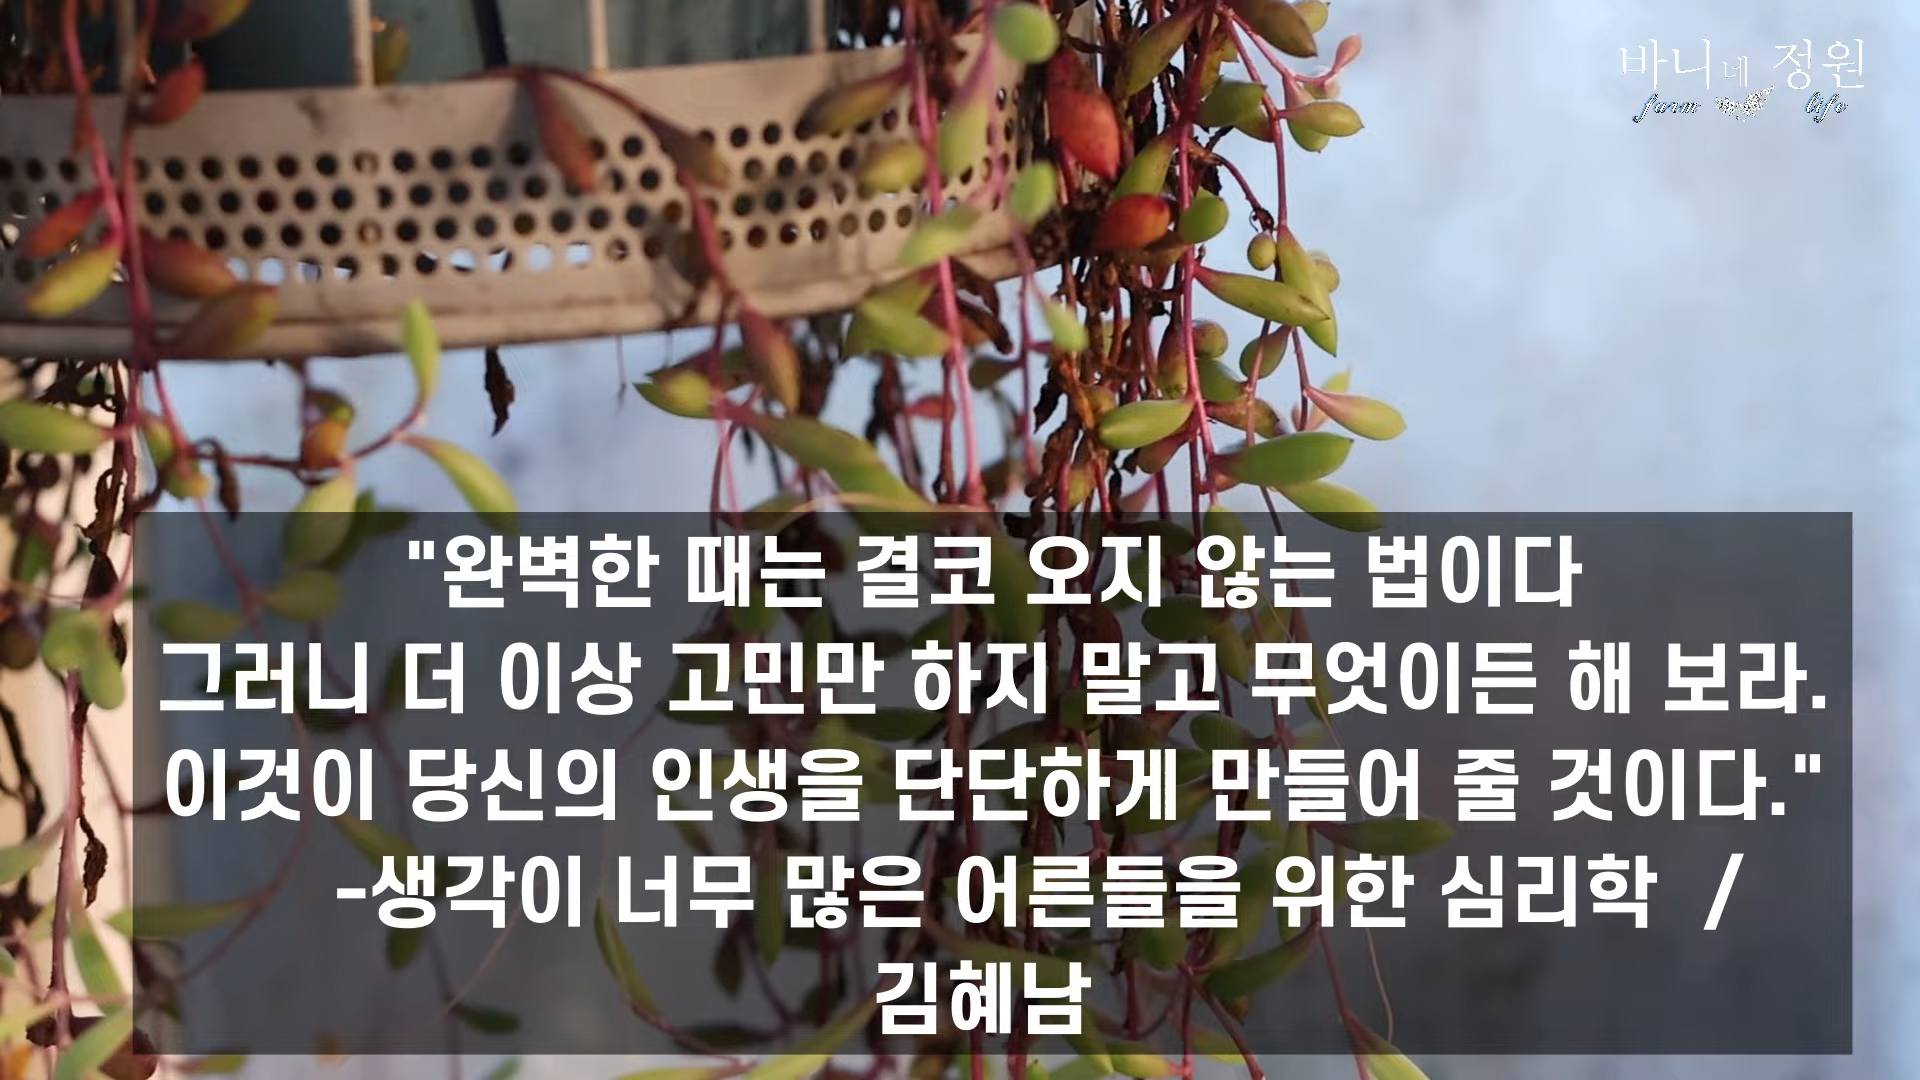 바니네 정원
farm life
"완벽한 때는 결코 오지 않는 법이다
그러니 더 이상 고민만 하지 말고 무엇이든 해 보라.
이것이 당신의 인생을 단단하게 만들어 줄 것이다."
-생각이 너무 많은 어른들을 위한 심리학 /
김혜남